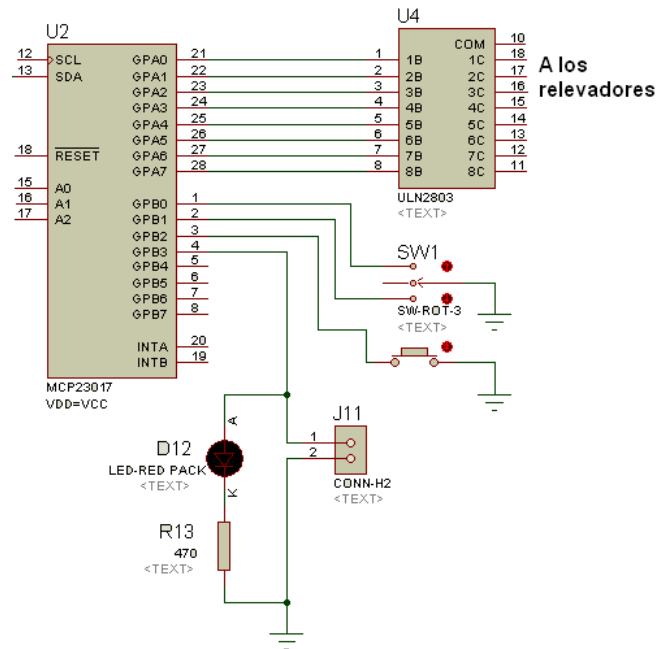 U2
12
SCL
13
SDA
18
RESET
15
A0
16
A1
17
A2
GPA0
21
GPA1
22
GPA2
23
GPA3
24
GPA4
25
GPA5
26
GPA6
27
GPA7
28
GPB0
1
GPB1
2
GPB2
3
GPB3
4
GPB4
5
GPB5
6
GPB6
7
GPB7
8
INTA
20
INTB
19
MCP23017
VDD=VCC
U4
COM
10
1
1B
1C
18
2
2B
2C
17
3
3B
3C
16
4
4B
4C
15
5
5B
5C
14
6
6B
6C
13
7
7B
7C
12
8
8B
8C
11
ULN2803
<TEXT>
A los
relevadores
SW1
SW-ROT-3
<TEXT>
J11
1
2
CONN-H2
<TEXT>
A
D12
LED-RED PACK
<TEXT>
K
R13
470
<TEXT>